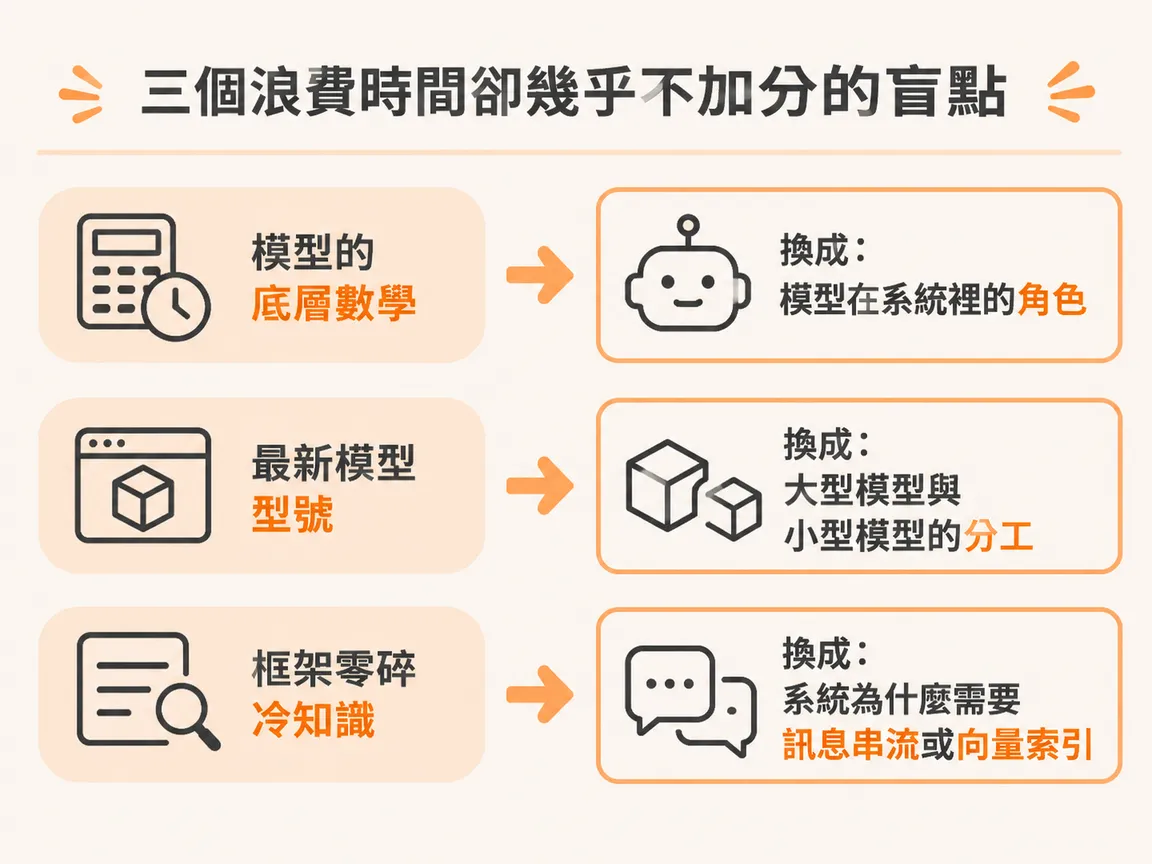 三個浪費時間卻幾乎不加分的盲點
模型的
底層數學
換成：
模型在系統裡的角色
最新模型
型號
換成：
大型模型與
小型模型的分工
框架零碎
冷知識
換成：
系統為什麼需要
訊息串流或向量索引